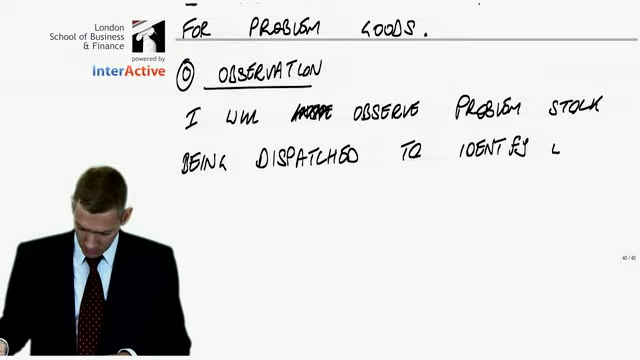 London
School of Business
& Finance
powered by
InterActive
FOR PROBLEM GOODS.
O OBSERVATION
I WILL OBSERVE PROBLEM STOCK
BEING DISPATCHED TO IDENTIFY
40 / 40